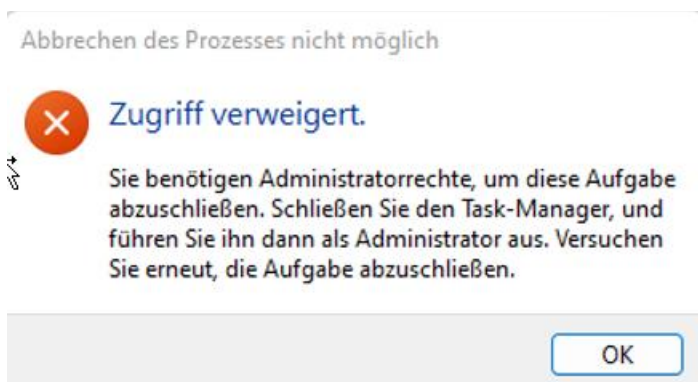 Abbrechen des Prozesses nicht möglich
Zugriff verweigert.
Sie benötigen Administratorrechte, um diese Aufgabe
abzuschließen. Schließen Sie den Task-Manager, und
führen Sie ihn dann als Administrator aus. Versuchen
Sie erneut, die Aufgabe abzuschließen.
OK